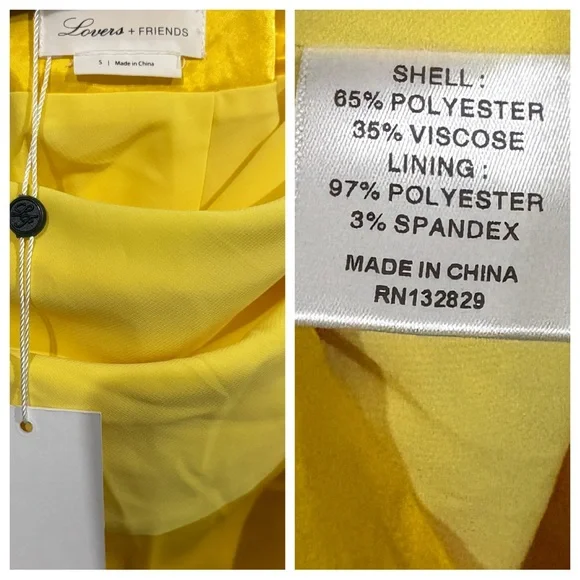 Lovers + FRIENDS
S | Made in China
SHELL :
65% POLYESTER
35% VISCOSE
LINING :
97% POLYESTER
3% SPANDEX
MADE IN CHINA
RN132829